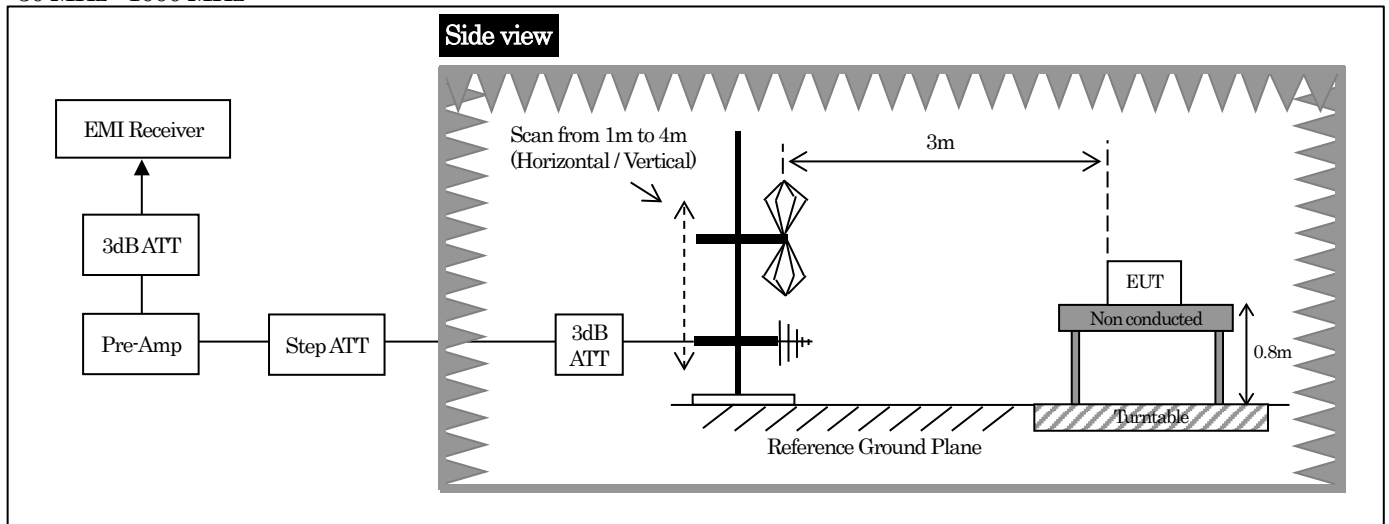 Side view
EMI Receiver
Scan from 1m to 4m
(Horizontal / Vertical)
3m
3dB ATT
EUT
Non conducted
Pre-Amp
Step ATT
3dB
ATT
0.8m
Turntable
Reference Ground Plane